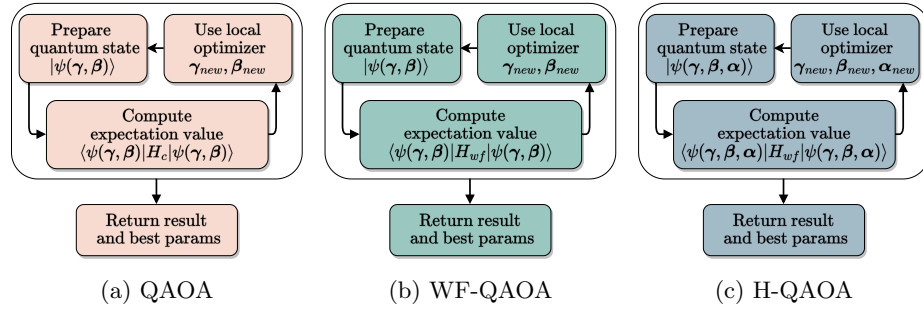 Prepare
quantum state
|ψ(γ, β)⟩
Use local
optimizer
γnew, βnew
Compute
expectation value
⟨ψ(γ, β)|Hc|ψ(γ, β)⟩
Return result
and best params
(a) QAOA
Prepare
quantum state
|ψ(γ, β)⟩
Use local
optimizer
γnew, βnew
Compute
expectation value
⟨ψ(γ, β)|Hwf|ψ(γ, β)⟩
Return result
and best params
(b) WF-QAOA
Prepare
quantum state
|ψ(γ, β, α)⟩
Use local
optimizer
γnew, βnew, αnew
Compute
expectation value
⟨ψ(γ, β, α)|Hwf|ψ(γ, β, α)⟩
Return result
and best params
(c) H-QAOA